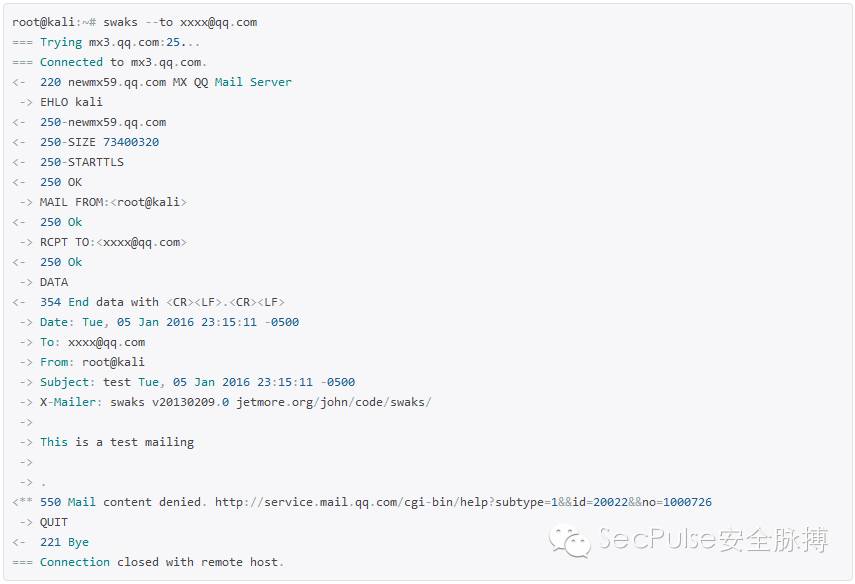 root@kali:~# swaks --to xxxx@qq.com
=== Trying mx3.qq.com:25...
=== Connected to mx3.qq.com.
<-  220 newmx59.qq.com MX QQ Mail Server
 -> EHLO kali
<-  250-newmx59.qq.com
<-  250-SIZE 73400320
<-  250-STARTTLS
<-  250 OK
 -> MAIL FROM:<root@kali>
<-  250 Ok
 -> RCPT TO:<xxxx@qq.com>
<-  250 Ok
 -> DATA
<-  354 End data with <CR><LF>.<CR><LF>
 -> Date: Tue, 05 Jan 2016 23:15:11 -0500
 -> To: xxxx@qq.com
 -> From: root@kali
 -> Subject: test Tue, 05 Jan 2016 23:15:11 -0500
 -> X-Mailer: swaks v20130209.0 jetmore.org/john/code/swaks/
 ->
 -> This is a test mailing
 ->
 -> .
<** 550 Mail content denied. http://service.mail.qq.com/cgi-bin/help?subtype=1&&id=20022&&no=1000726
 -> QUIT
<-  221 Bye
=== Connection closed with remote host.
SecPulse安全脉搏